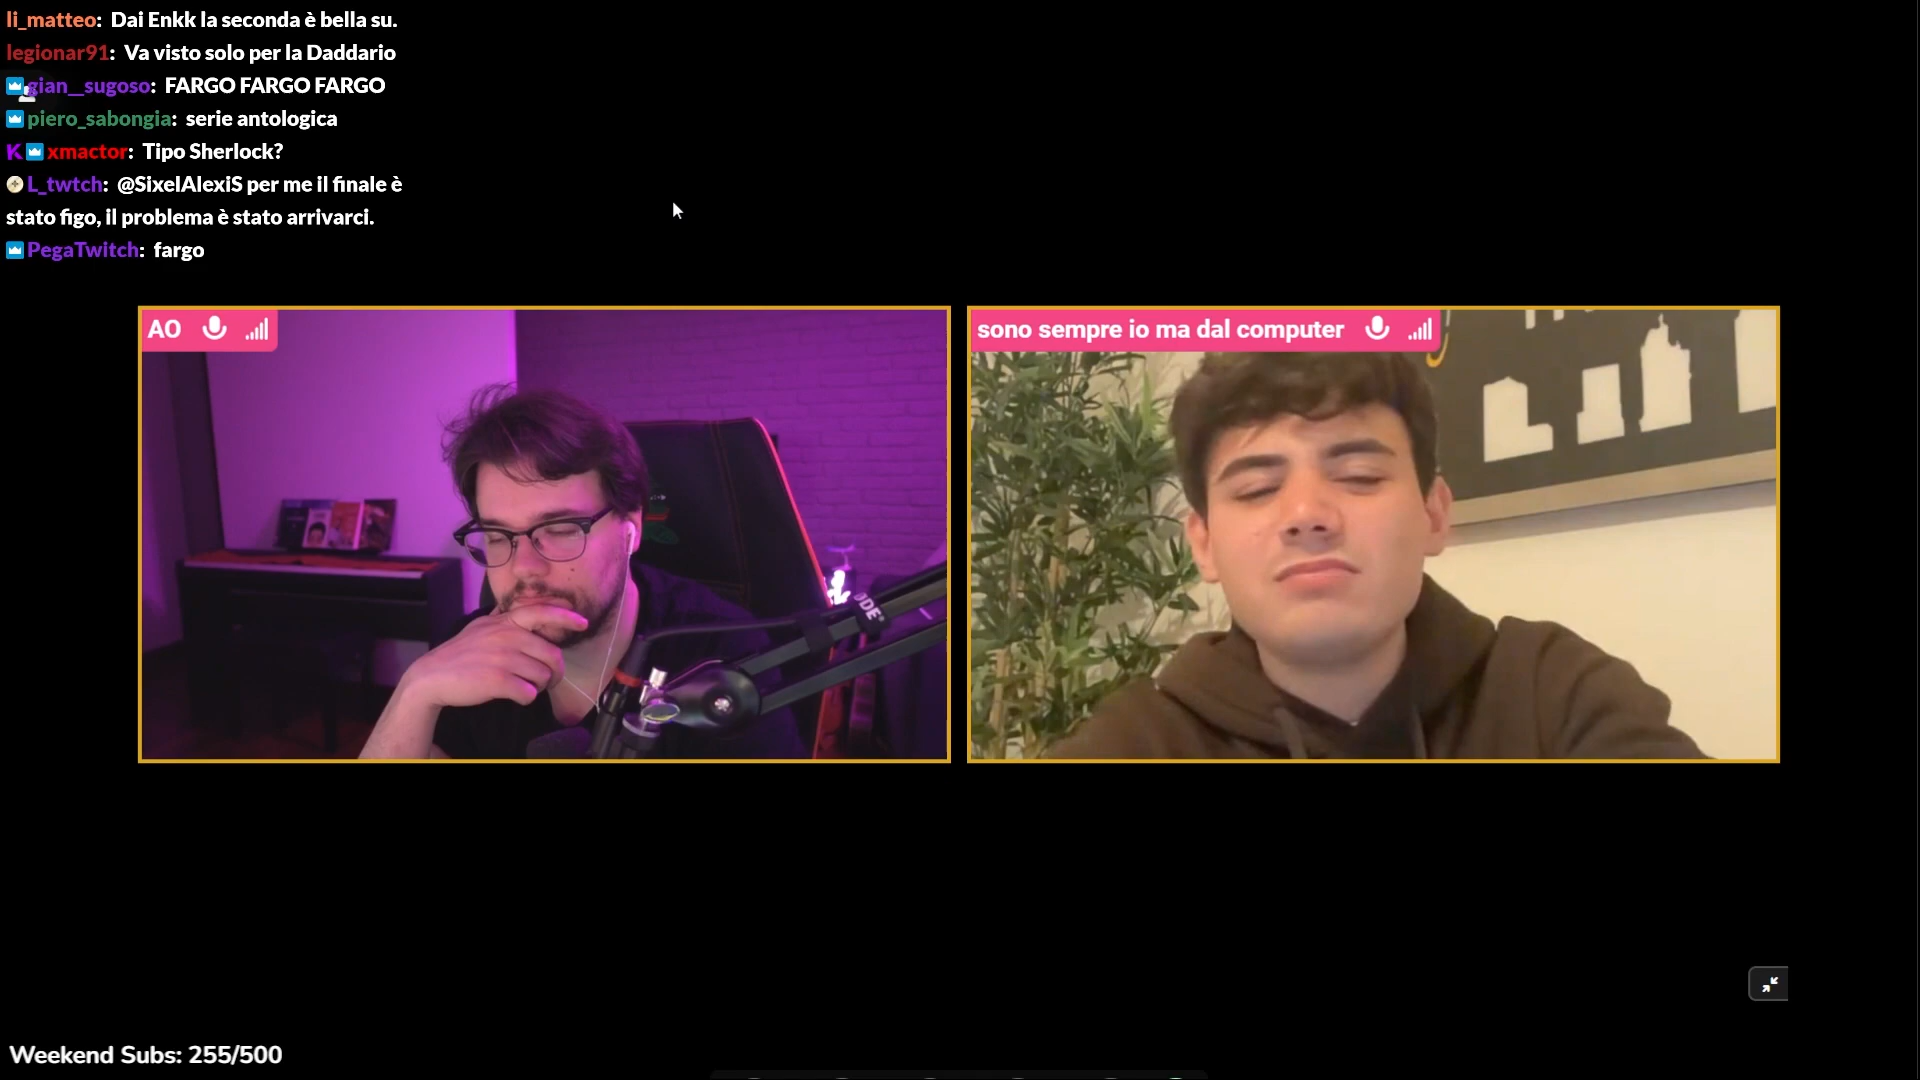 li_matteo: Dai Enkk la seconda è bella su.
legionar91: Va visto solo per la Daddario
gian__sugoso: FARGO FARGO FARGO
piero_sabongia: serie antologica
K xmactor: Tipo Sherlock?
L_twtch: @SixelAlexiS per me il finale è
stato figo, il problema è stato arrivarci.
PegaTwitch: fargo
AO
sono sempre io ma dal computer
Weekend Subs: 255/500